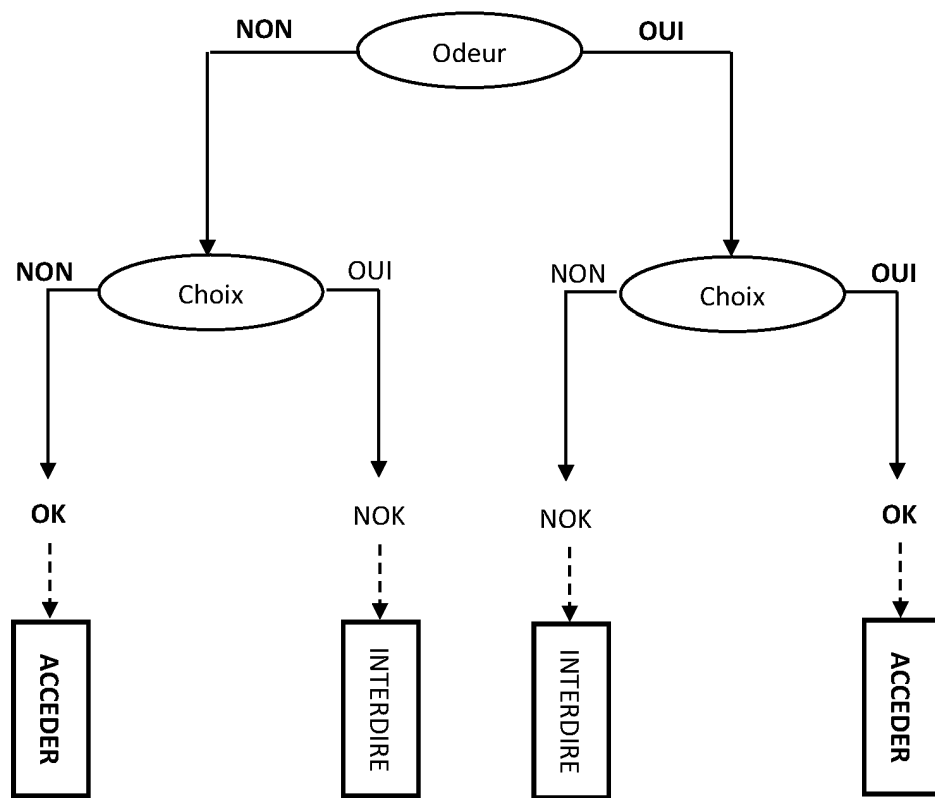 NON
Odeur
OUI
NON
Choix
OUI
NON
Choix
OUI
OK
NOK
NOK
OK
ACCEDER
INTERDIRE
INTERDIRE
ACCEDER